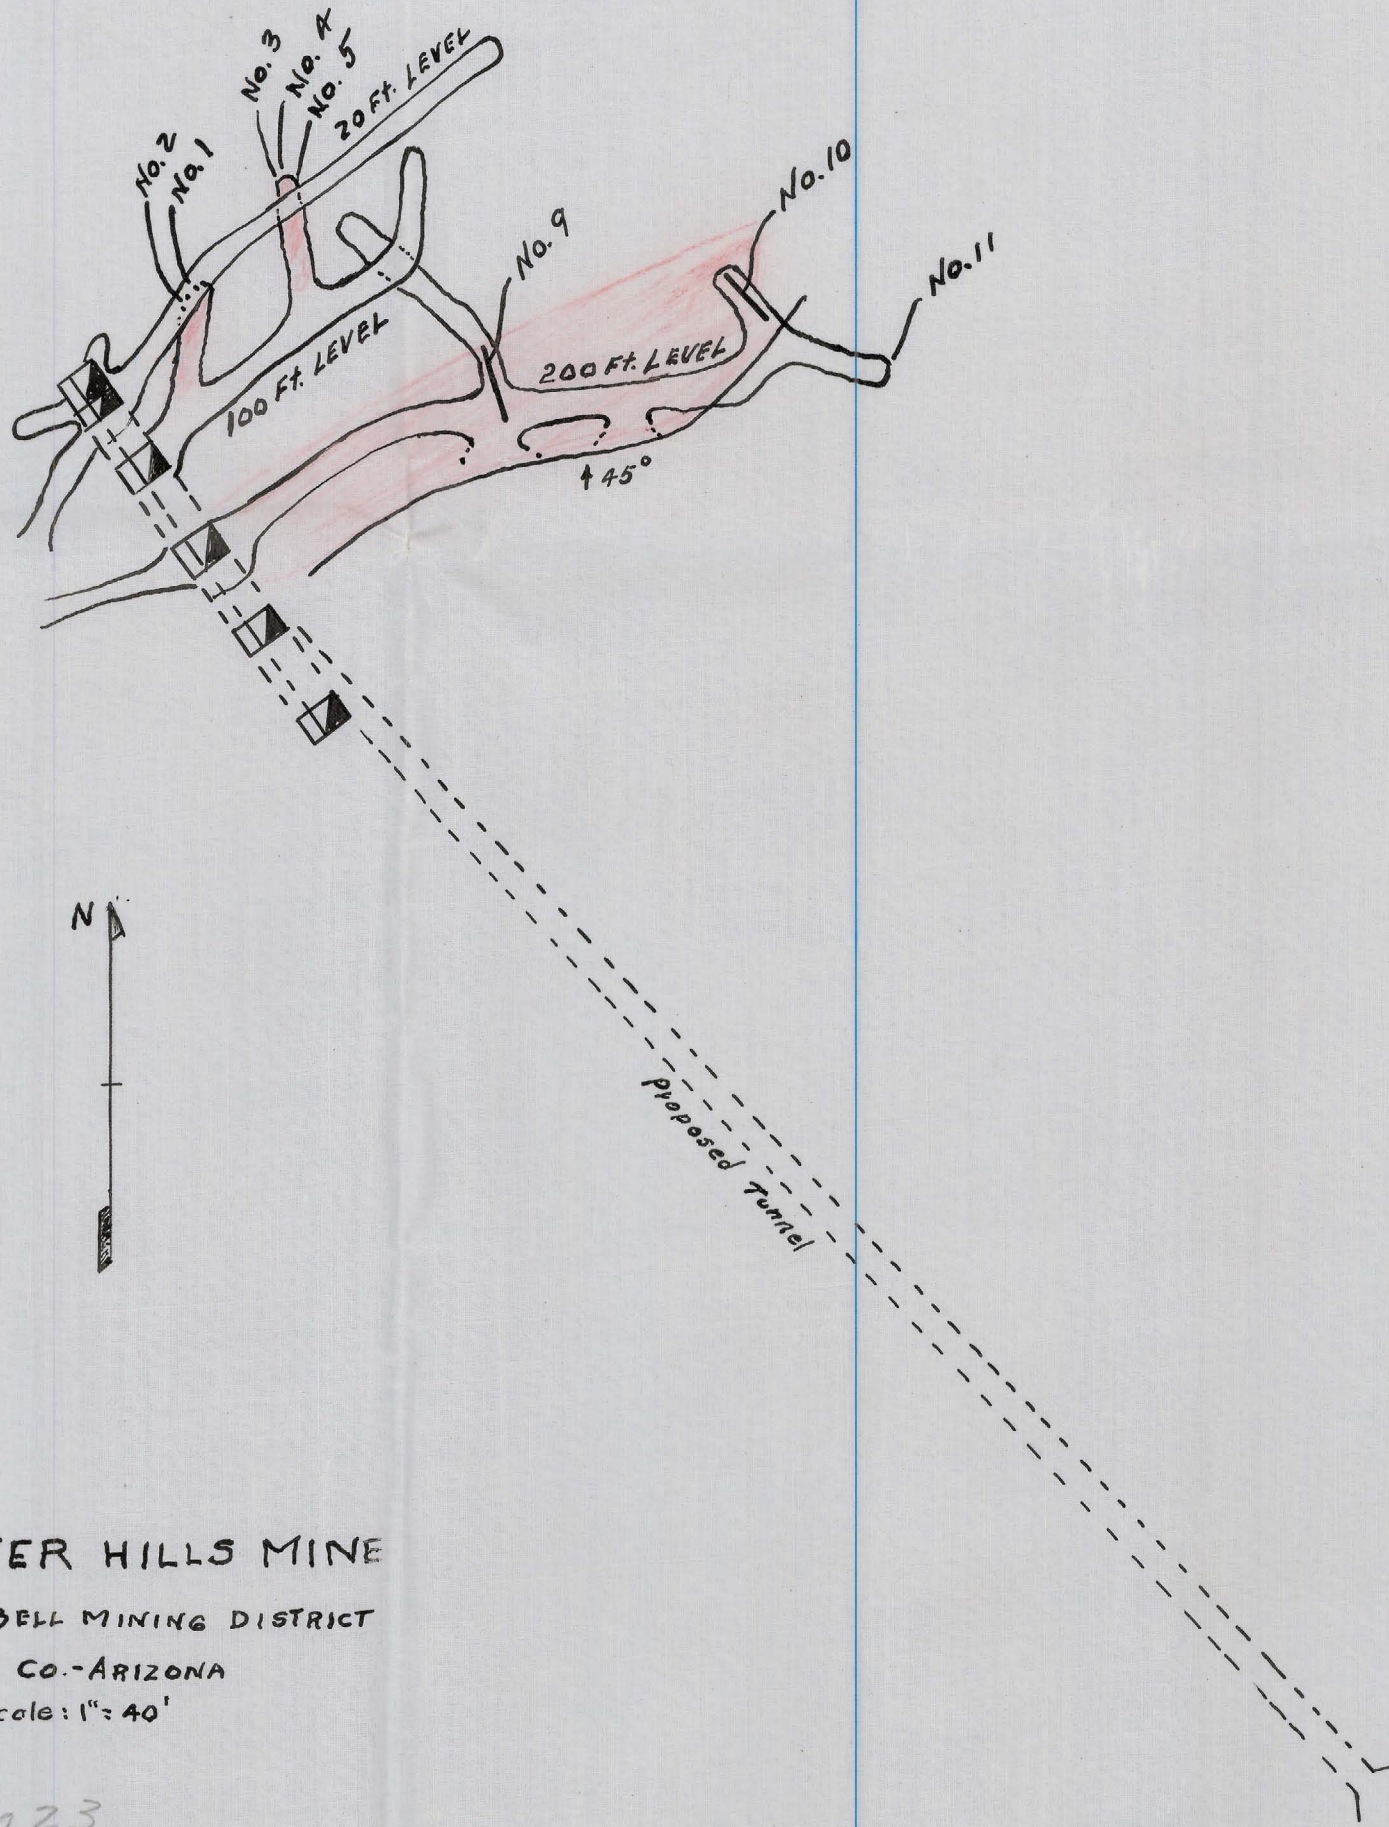 No. 3
No. 4
No. 5
20 Ft. LEVEL
No. 2
No. 1
No. 10
No. 9
No. 11
200 Ft. LEVEL
100 Ft. LEVEL
↑ 45°
N
Proposed Tunnel
TER HILLS MINE
BELL MINING DISTRICT
CO.-ARIZONA
cale: 1"= 40'
23